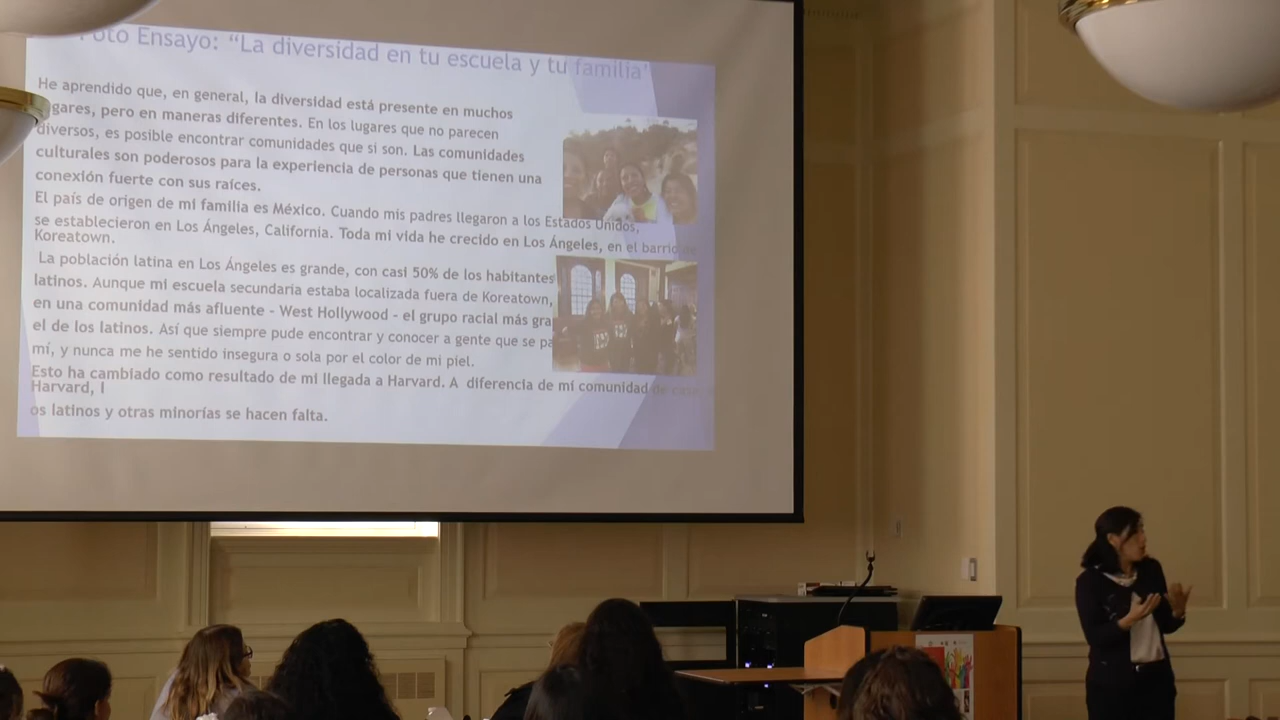 oto Ensayo: “La diversidad en tu escuela y tu familia”
He aprendido que, en general, la diversidad está presente en muchos
gares, pero en maneras diferentes. En los lugares que no parecen
diversos, es posible encontrar comunidades que si son. Las comunidades
culturales son poderosos para la experiencia de personas que tienen una
conexión fuerte con sus raíces.
El país de origen de mi familia es México. Cuando mis padres llegaron a los Estados Unidos,
se establecieron en Los Ángeles, California. Toda mi vida he crecido en Los Ángeles, en el barrio de
Koreatown.
La población latina en Los Ángeles es grande, con casi 50% de los habitantes
latinos. Aunque mi escuela secundaria estaba localizada fuera de Koreatown,
en una comunidad más afluente - West Hollywood - el grupo racial más gra
el de los latinos. Así que siempre pude encontrar y conocer a gente que se pa
mí, y nunca me he sentido insegura o sola por el color de mi piel.
Esto ha cambiado como resultado de mi llegada a Harvard. A diferencia de mi comunidad de casa,
Harvard, l
os latinos y otras minorías se hacen falta.